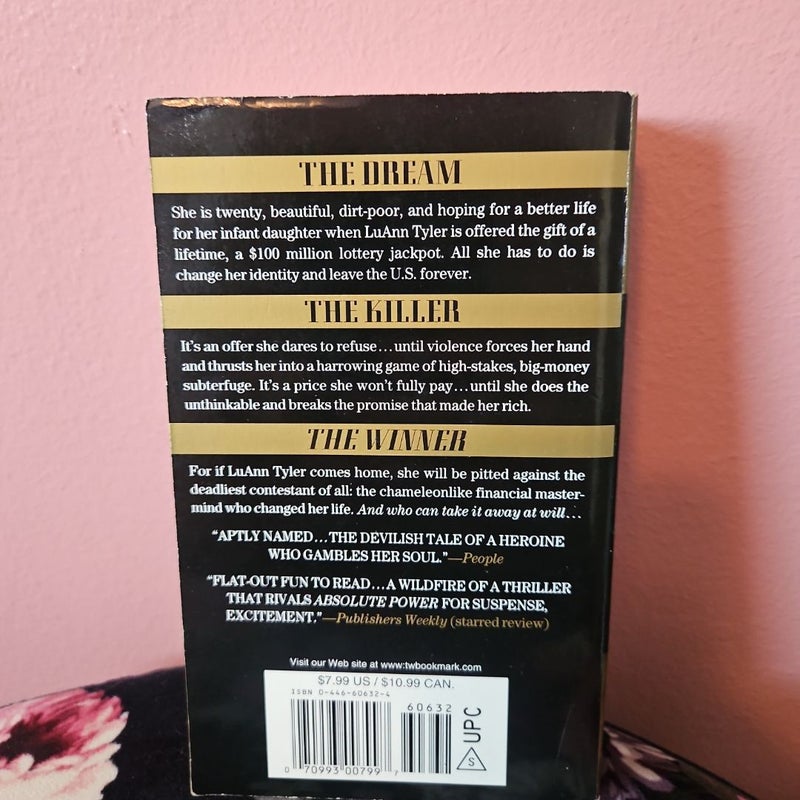 THE DREAM
She is twenty, beautiful, dirt-poor, and hoping for a better life
for her infant daughter when LuAnn Tyler is offered the gift of a
lifetime, a $100 million lottery jackpot. All she has to do is
change her identity and leave the U.S. forever.
THE KILLER
It's an offer she dares to refuse...until violence forces her hand
and thrusts her into a harrowing game of high-stakes, big-money
subterfuge. It's a price she won't fully pay...until she does the
unthinkable and breaks the promise that made her rich.
THE WINNER
For if LuAnn Tyler comes home, she will be pitted against the
deadliest contestant of all: the chameleonlike financial master-
mind who changed her life. And who can take it away at will...
"APTLY NAMED...THE DEVILISH TALE OF A HEROINE
WHO GAMBLES HER SOUL."—People
"FLAT-OUT FUN TO READ...A WILDFIRE OF A THRILLER
THAT RIVALS ABSOLUTE POWER FOR SUSPENSE,
EXCITEMENT."—Publishers Weekly (starred review)
Visit our Web site at www.twbookmark.com
$7.99 US / $10.99 CAN.
ISBN 0-446-60632-4
60632
UPC
S
0 70993 00799 7